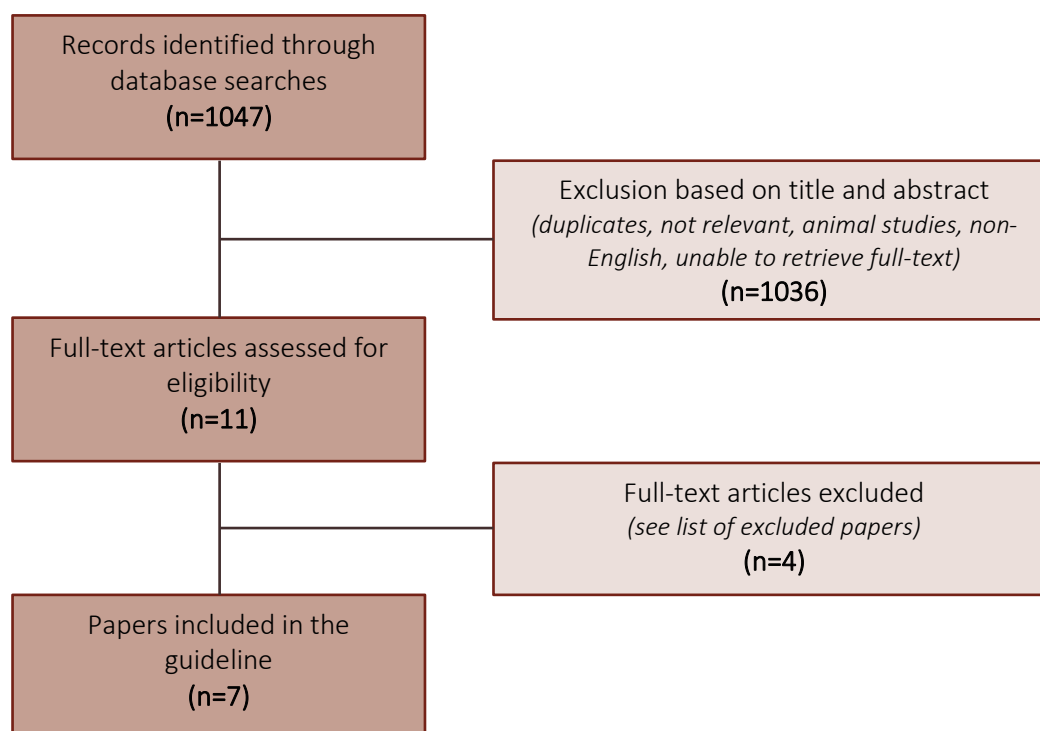 Records identified through
database searches
(n=1047)
Exclusion based on title and abstract
(duplicates, not relevant, animal studies, non-
English, unable to retrieve full-text)
(n=1036)
Full-text articles assessed for
eligibility
(n=11)
Full-text articles excluded
(see list of excluded papers)
(n=4)
Papers included in the
guideline
(n=7)